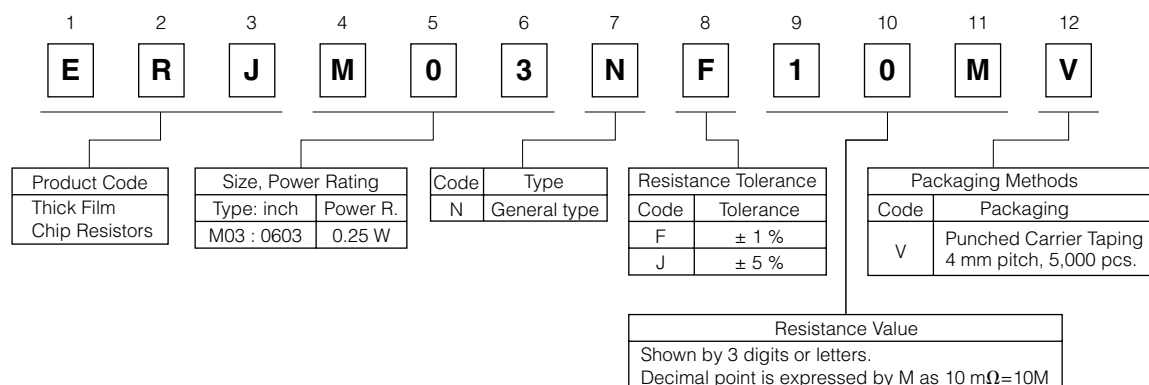 1 2 3 4 5 6 7 8 9 10 11 12
E R J M 0 3 N F 1 0 M V
Product Code
Thick Film
Chip Resistors
Size, Power Rating
Type: inch Power R.
M03 : 0603 0.25 W
Code Type
N General type
Resistance Tolerance
Code Tolerance
F ± 1 %
J ± 5 %
Packaging Methods
Code Packaging
V Punched Carrier Taping
4 mm pitch, 5,000 pcs.
Resistance Value
Shown by 3 digits or letters.
Decimal point is expressed by M as 10 mΩ=10M